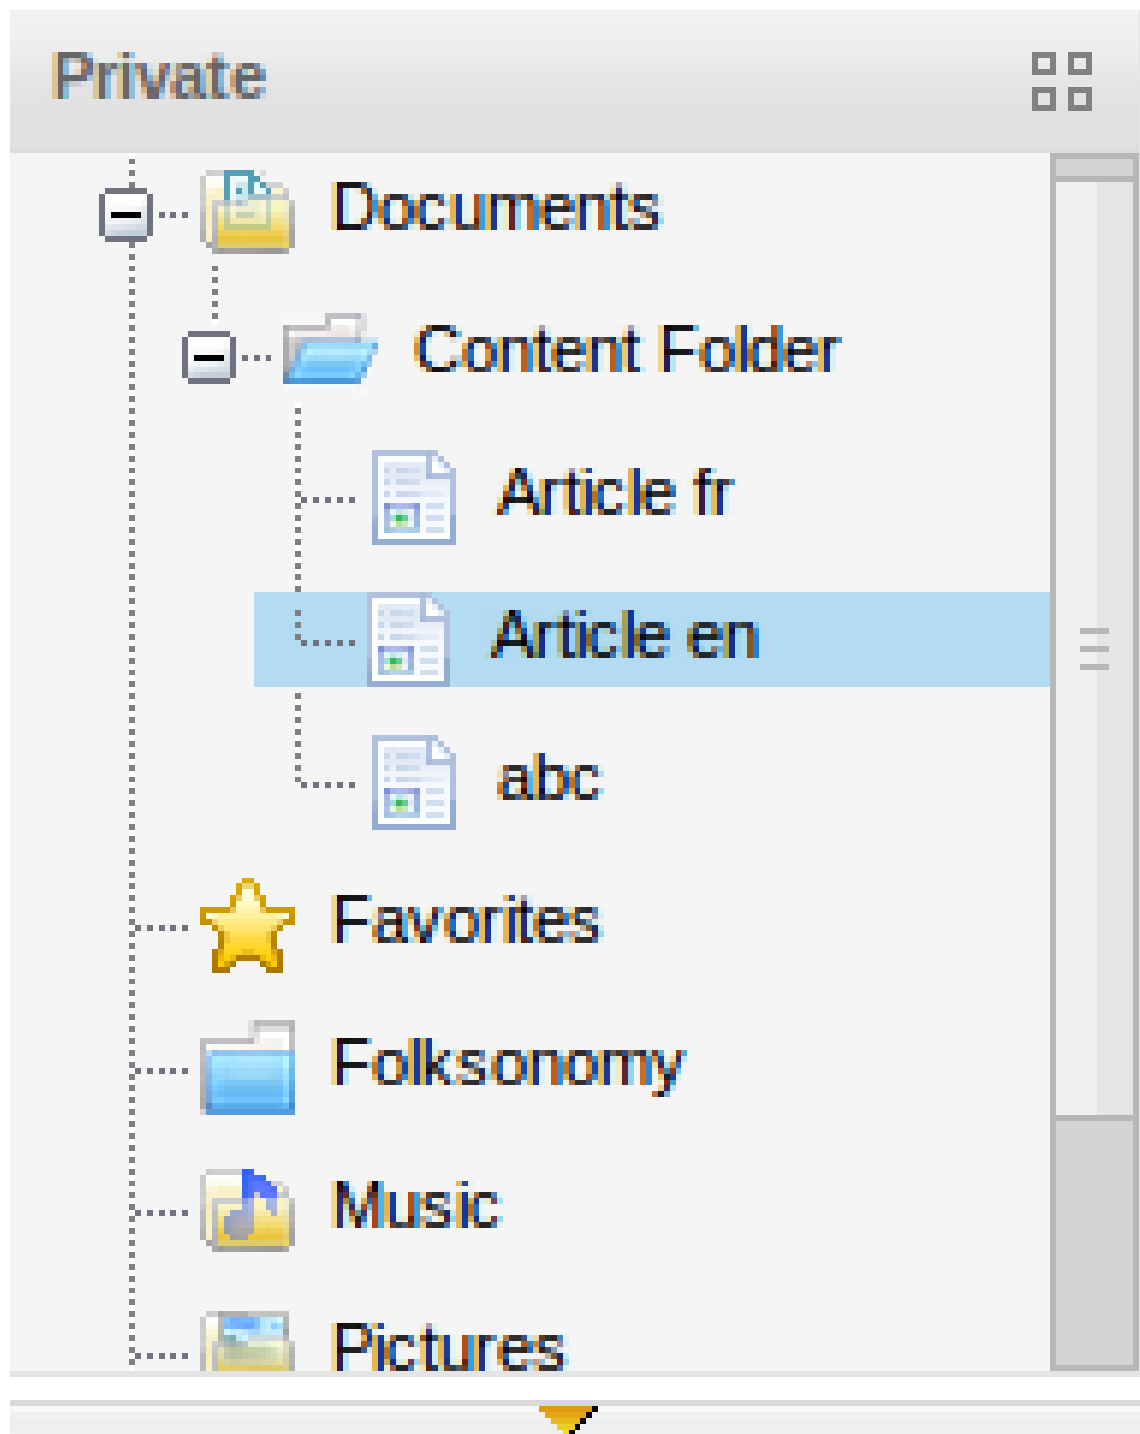 Private
Documents
Content Folder
Article fr
Article en
abc
Favorites
Folksonomy
Music
Pictures